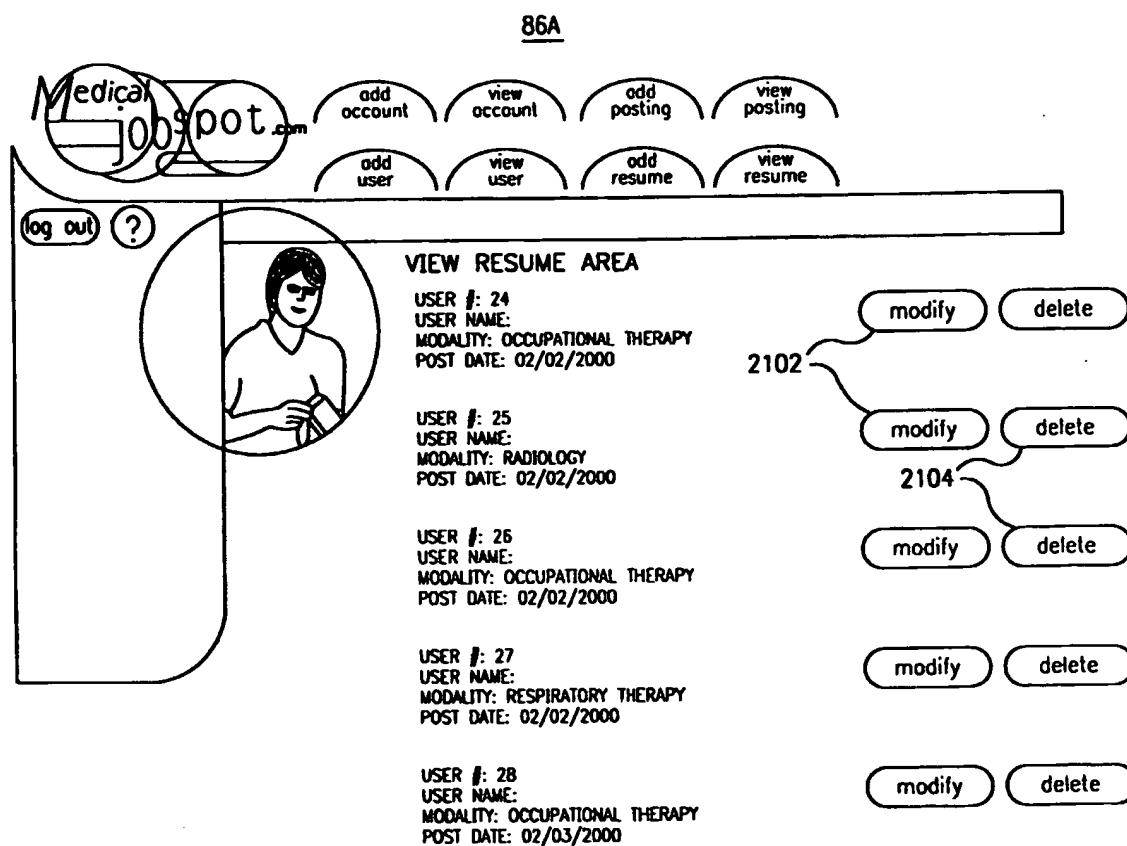 86A
Medical
jobspot.com
add account
view account
add posting
view posting
add user
view user
add resume
view resume
log out
?
VIEW RESUME AREA
USER #: 24
USER NAME:
MODALITY: OCCUPATIONAL THERAPY
POST DATE: 02/02/2000
modify
delete
2102
USER #: 25
USER NAME:
MODALITY: RADIOLOGY
POST DATE: 02/02/2000
modify
delete
2104
USER #: 26
USER NAME:
MODALITY: OCCUPATIONAL THERAPY
POST DATE: 02/02/2000
modify
delete
USER #: 27
USER NAME:
MODALITY: RESPIRATORY THERAPY
POST DATE: 02/02/2000
modify
delete
USER #: 28
USER NAME:
MODALITY: OCCUPATIONAL THERAPY
POST DATE: 02/03/2000
modify
delete